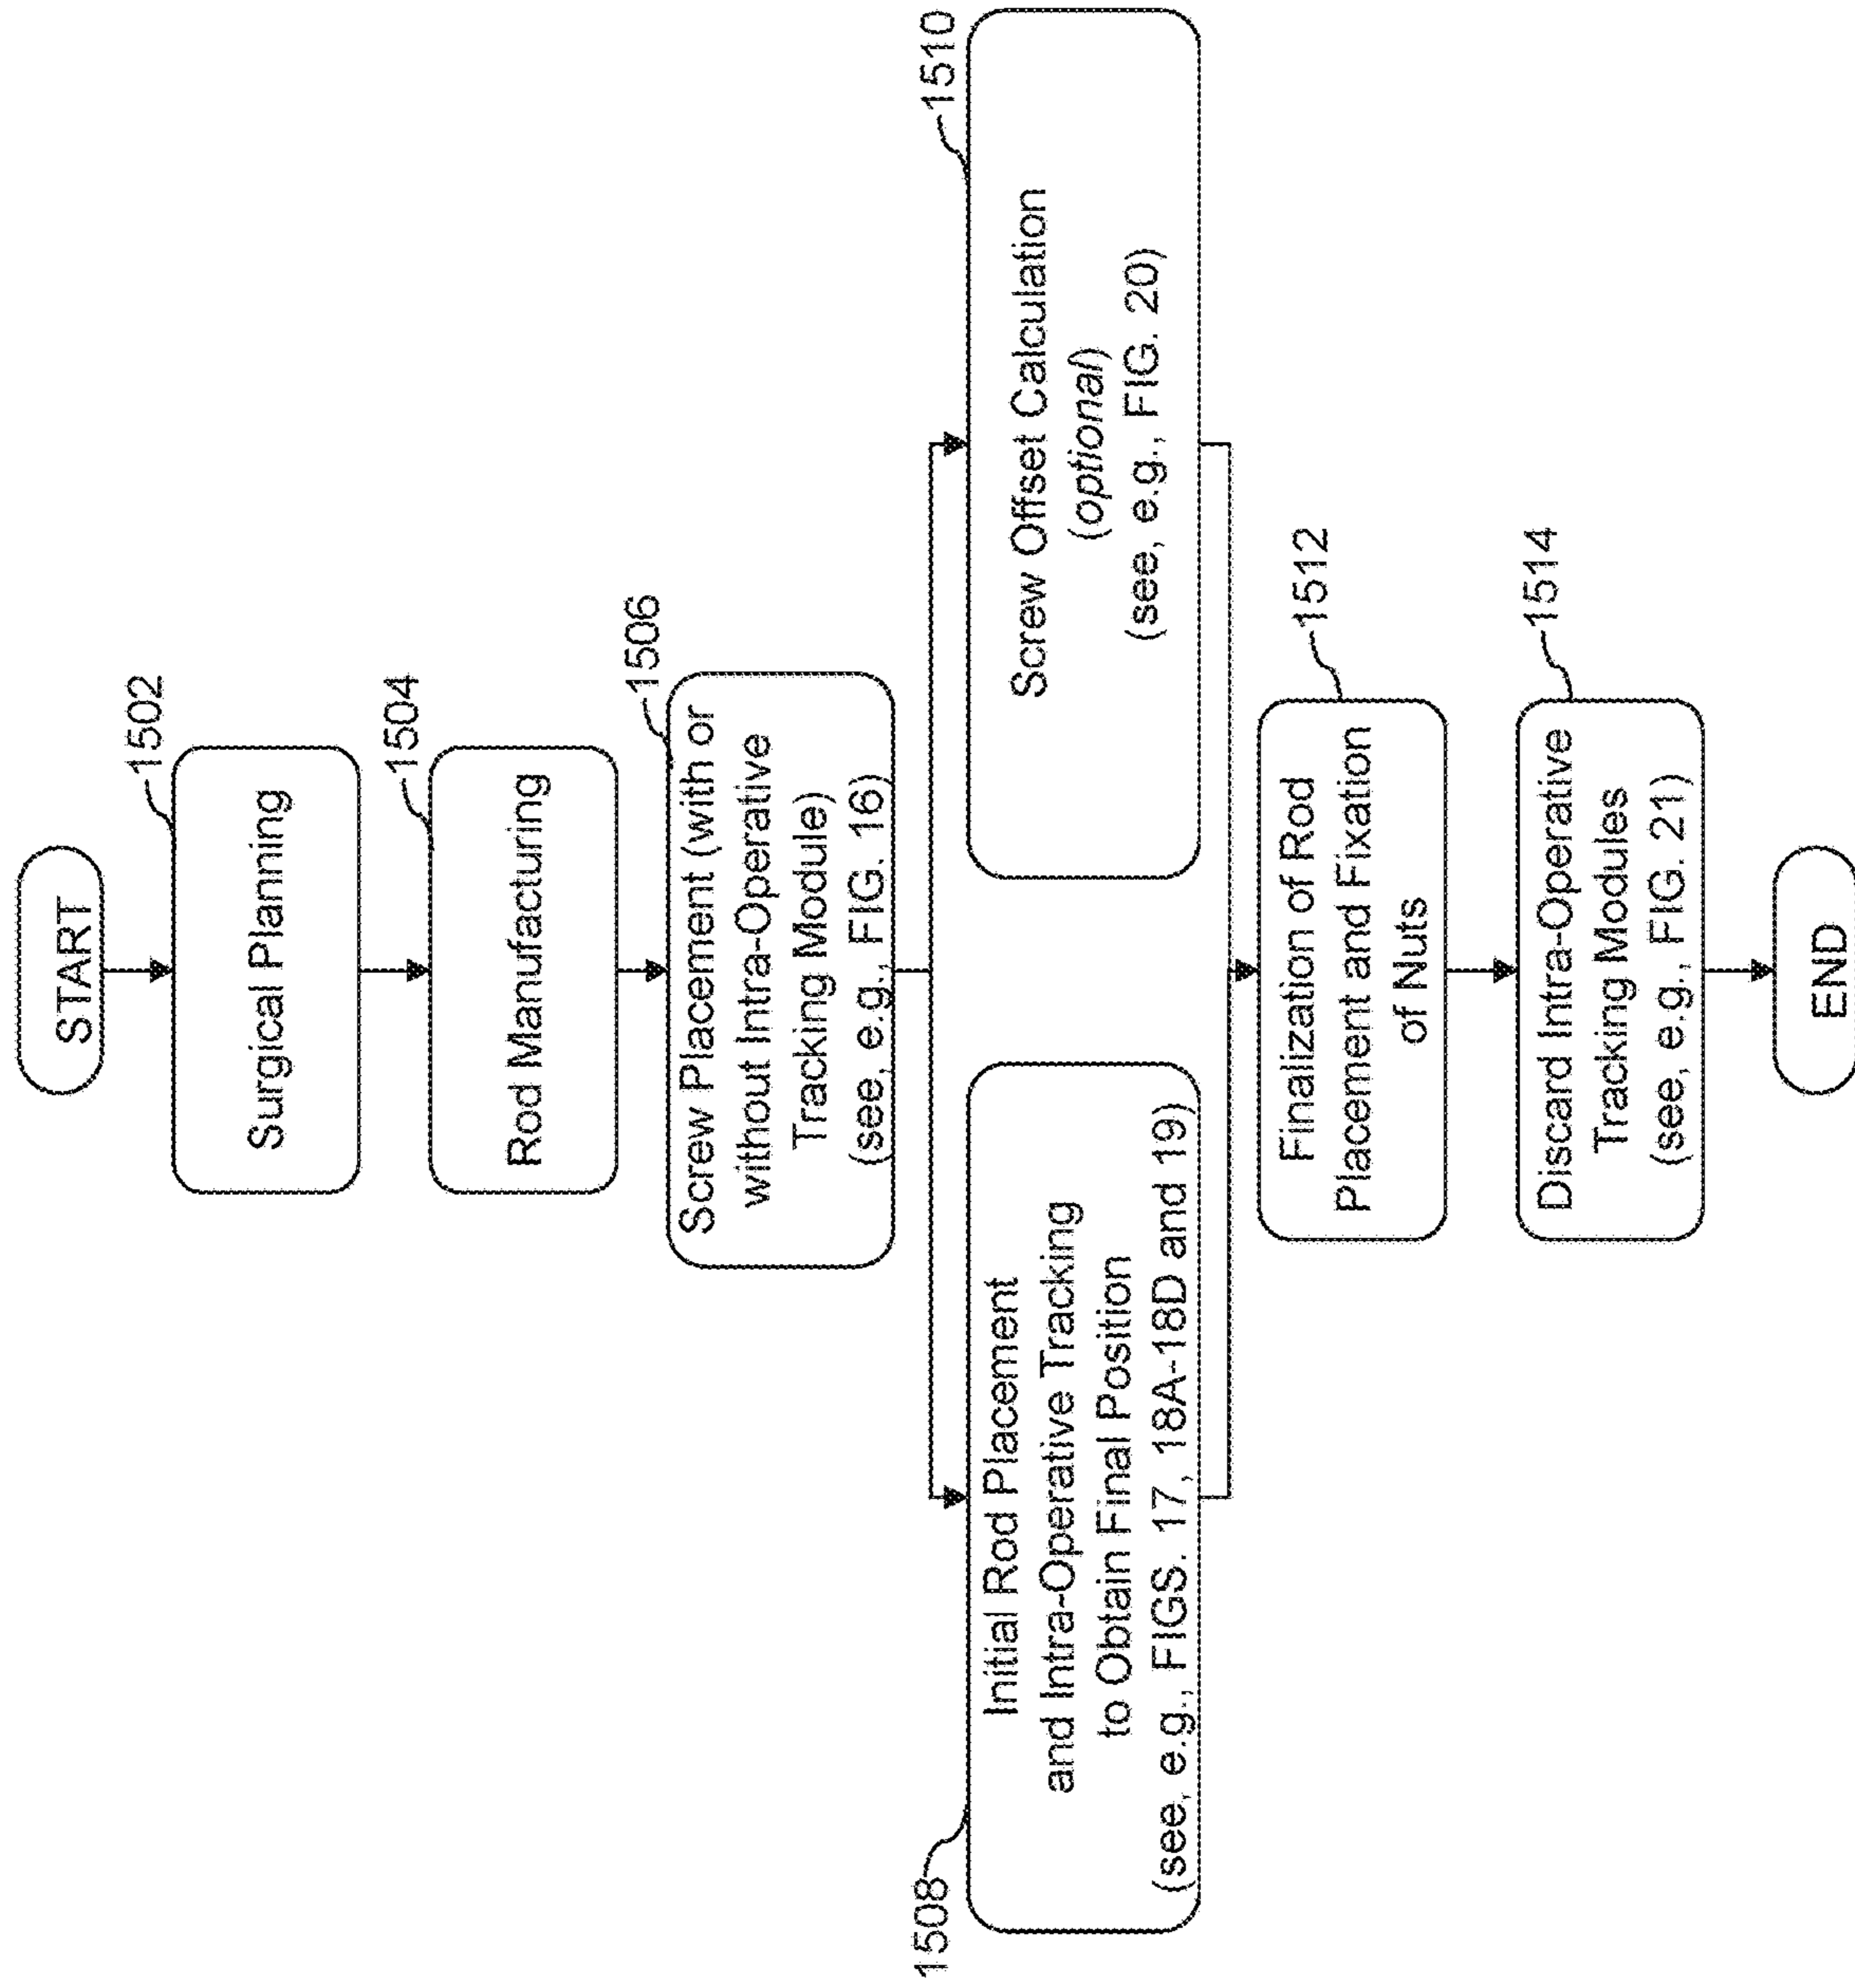 START
1502
Surgical Planning
1504
Rod Manufacturing
1506
Screw Placement (with or
without Intra-Operative
Tracking Module)
(see, e.g., FIG. 16)
1508
Initial Rod Placement
and Intra-Operative Tracking
to Obtain Final Position
(see, e.g., FIGS. 17, 18A-18D and 19)
1510
Screw Offset Calculation
(optional)
(see, e.g., FIG. 20)
1512
Finalization of Rod
Placement and Fixation
of Nuts
1514
Discard Intra-Operative
Tracking Modules
(see, e.g., FIG. 21)
END